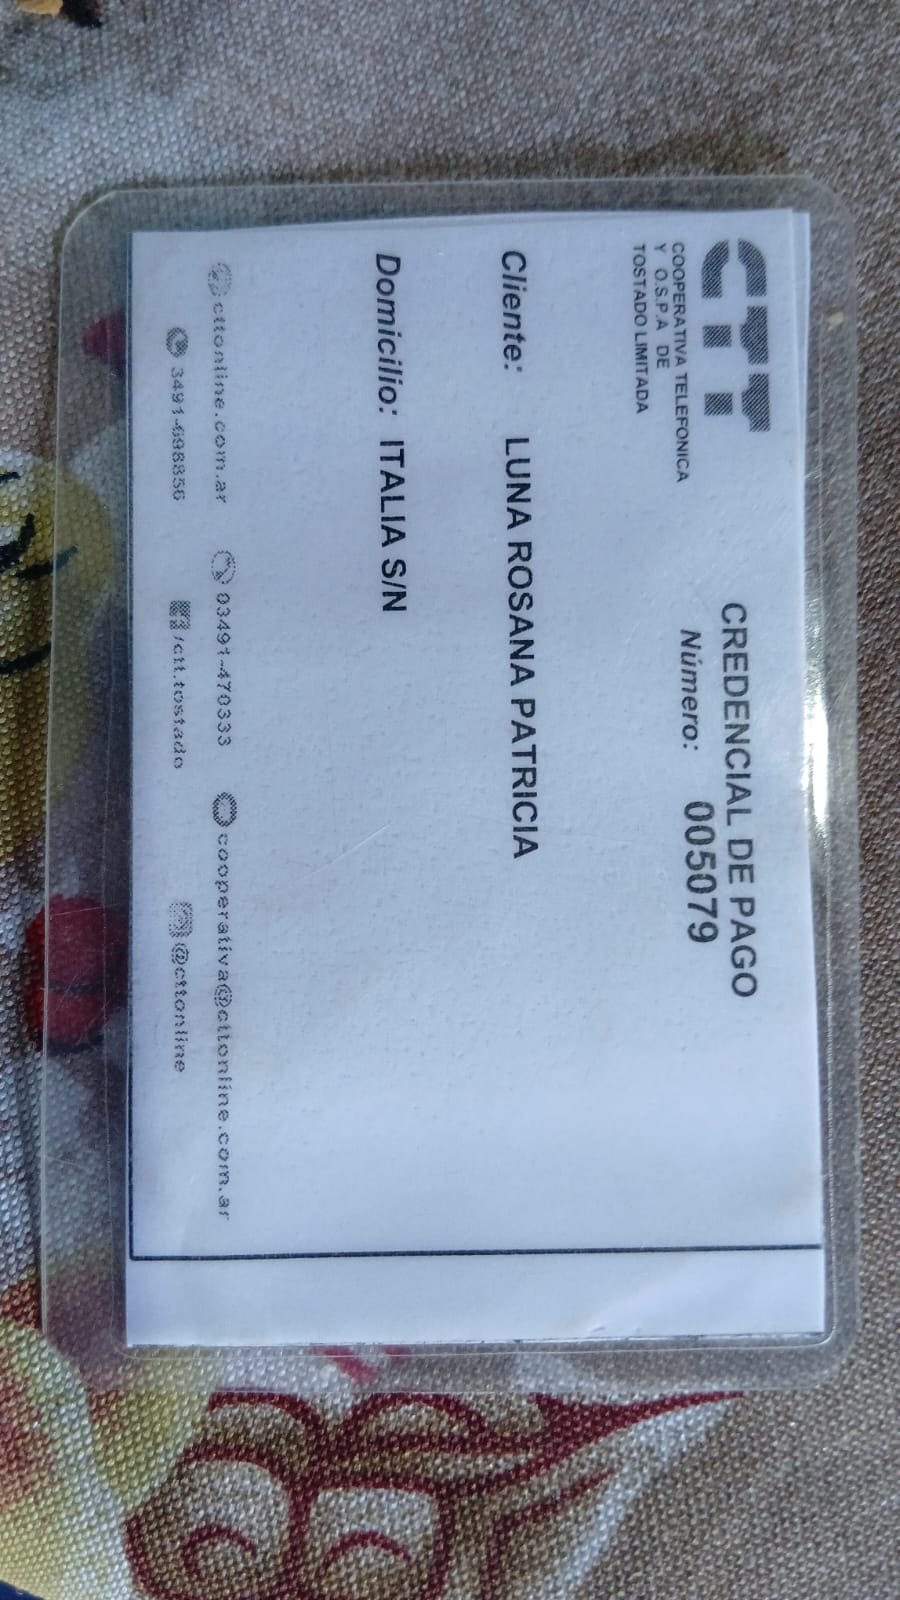 CTT
COOPERATIVA TELEFONICA
Y O.S.P.A DE
TOSTADO LIMITADA
CREDENCIAL DE PAGO
Número: 005079
Cliente: LUNA ROSANA PATRICIA
Domicilio: ITALIA S/N
cttonline.com.ar 03491-470333 cooperativa@cttonline.com.ar
3491-698856 /ctt.tostado @cttonline